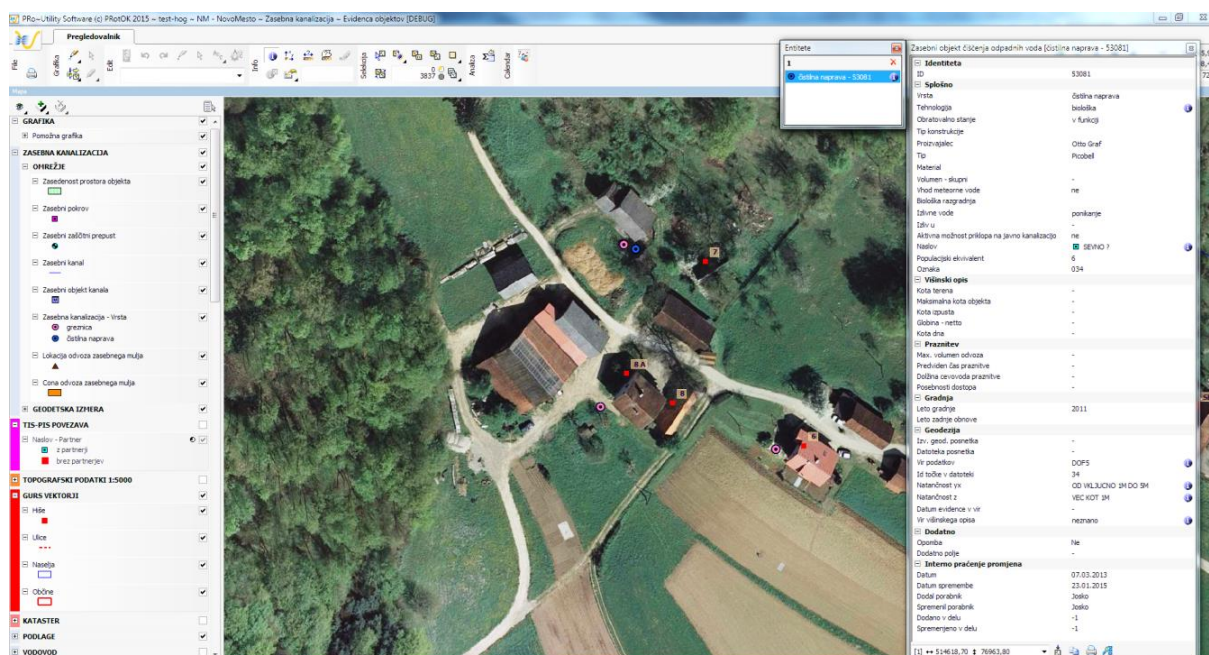 PRo-Utility Software (c) PRotOK 2015 ~ test-hog ~ NM - NovoMesto ~ Zasebna kanalizacija ~ Evidenca objektov [DEBUG]
Pregledovalnik
File
Grafika
Edit
Info
Selekcija
3837
Analiza
Calendar
Mapa
GRAFIKA
Pomožna grafika
ZASEBNA KANALIZACIJA
OMREŽJE
Zasedenost prostora objekta
Zasebni pokrov
Zasebni zaščitni prepust
Zasebni kanal
Zasebni objekt kanala
Zasebna kanalizacija - Vrsta
greznica
čistilna naprava
Lokacija odvoza zasebnega mulja
Cona odvoza zasebnega mulja
GEODETSKA IZMERA
TIS-PIS POVEZAVA
Naslov - Partner
z partnerji
brez partnerjev
TOPOGRAFSKI PODATKI 1:5000
GURS VEKTORJI
Hiše
Ulice
Naselja
Občine
KATASTER
PODLAGE
VODOVOD
7
8 A
8
6
Entitete
1
čistilna naprava - 53081
Zasebni objekt čiščenja odpadnih voda [čistilna naprava - 53081]
Identiteta
ID 53081
Splošno
Vrsta čistilna naprava
Tehnologija biološka
Obratovalno stanje v funkciji
Tip konstrukcije
Proizvajalec Otto Graf
Tip Picobell
Material
Volumen - skupni -
Vhod meteorne vode ne
Biološka razgradnja
Izlivne vode ponikanje
Izliv u -
Aktivna možnost priklopa na javno kanalizacijo ne
Naslov SEVNO 7
Populacijski ekvivalent 6
Oznaka 034
Višinski opis
Kota terena -
Maksimalna kota objekta -
Kota izpusta -
Globina - netto -
Kota dna -
Praznitev
Max. volumen odvoza -
Predviden čas praznitve -
Dolžina cevovoda praznitve -
Posebnosti dostopa -
Gradnja
Leto gradnje 2011
Leto zadnje obnove
Geodezija
Izv. geod. posnetka -
Datoteka posnetka -
Vir podatkov DOF5
Id točke v datoteki 34
Natančnost yx OD VKLJUCNO 1M DO 5M
Natančnost z VEC KOT 1M
Datum evidence v vir -
Vir višinskega opisa neznano
Dodatno
Opomba Ne
Dodatno polje -
Interno praćenje promjena
Datum 07.03.2013
Datum spremembe 23.01.2015
Dodal porabnik Josko
Spremenil porabnik Josko
Dodano v delu -1
Spremenjeno v delu -1
[1] ↔ 514618,70 ↕ 76963,80